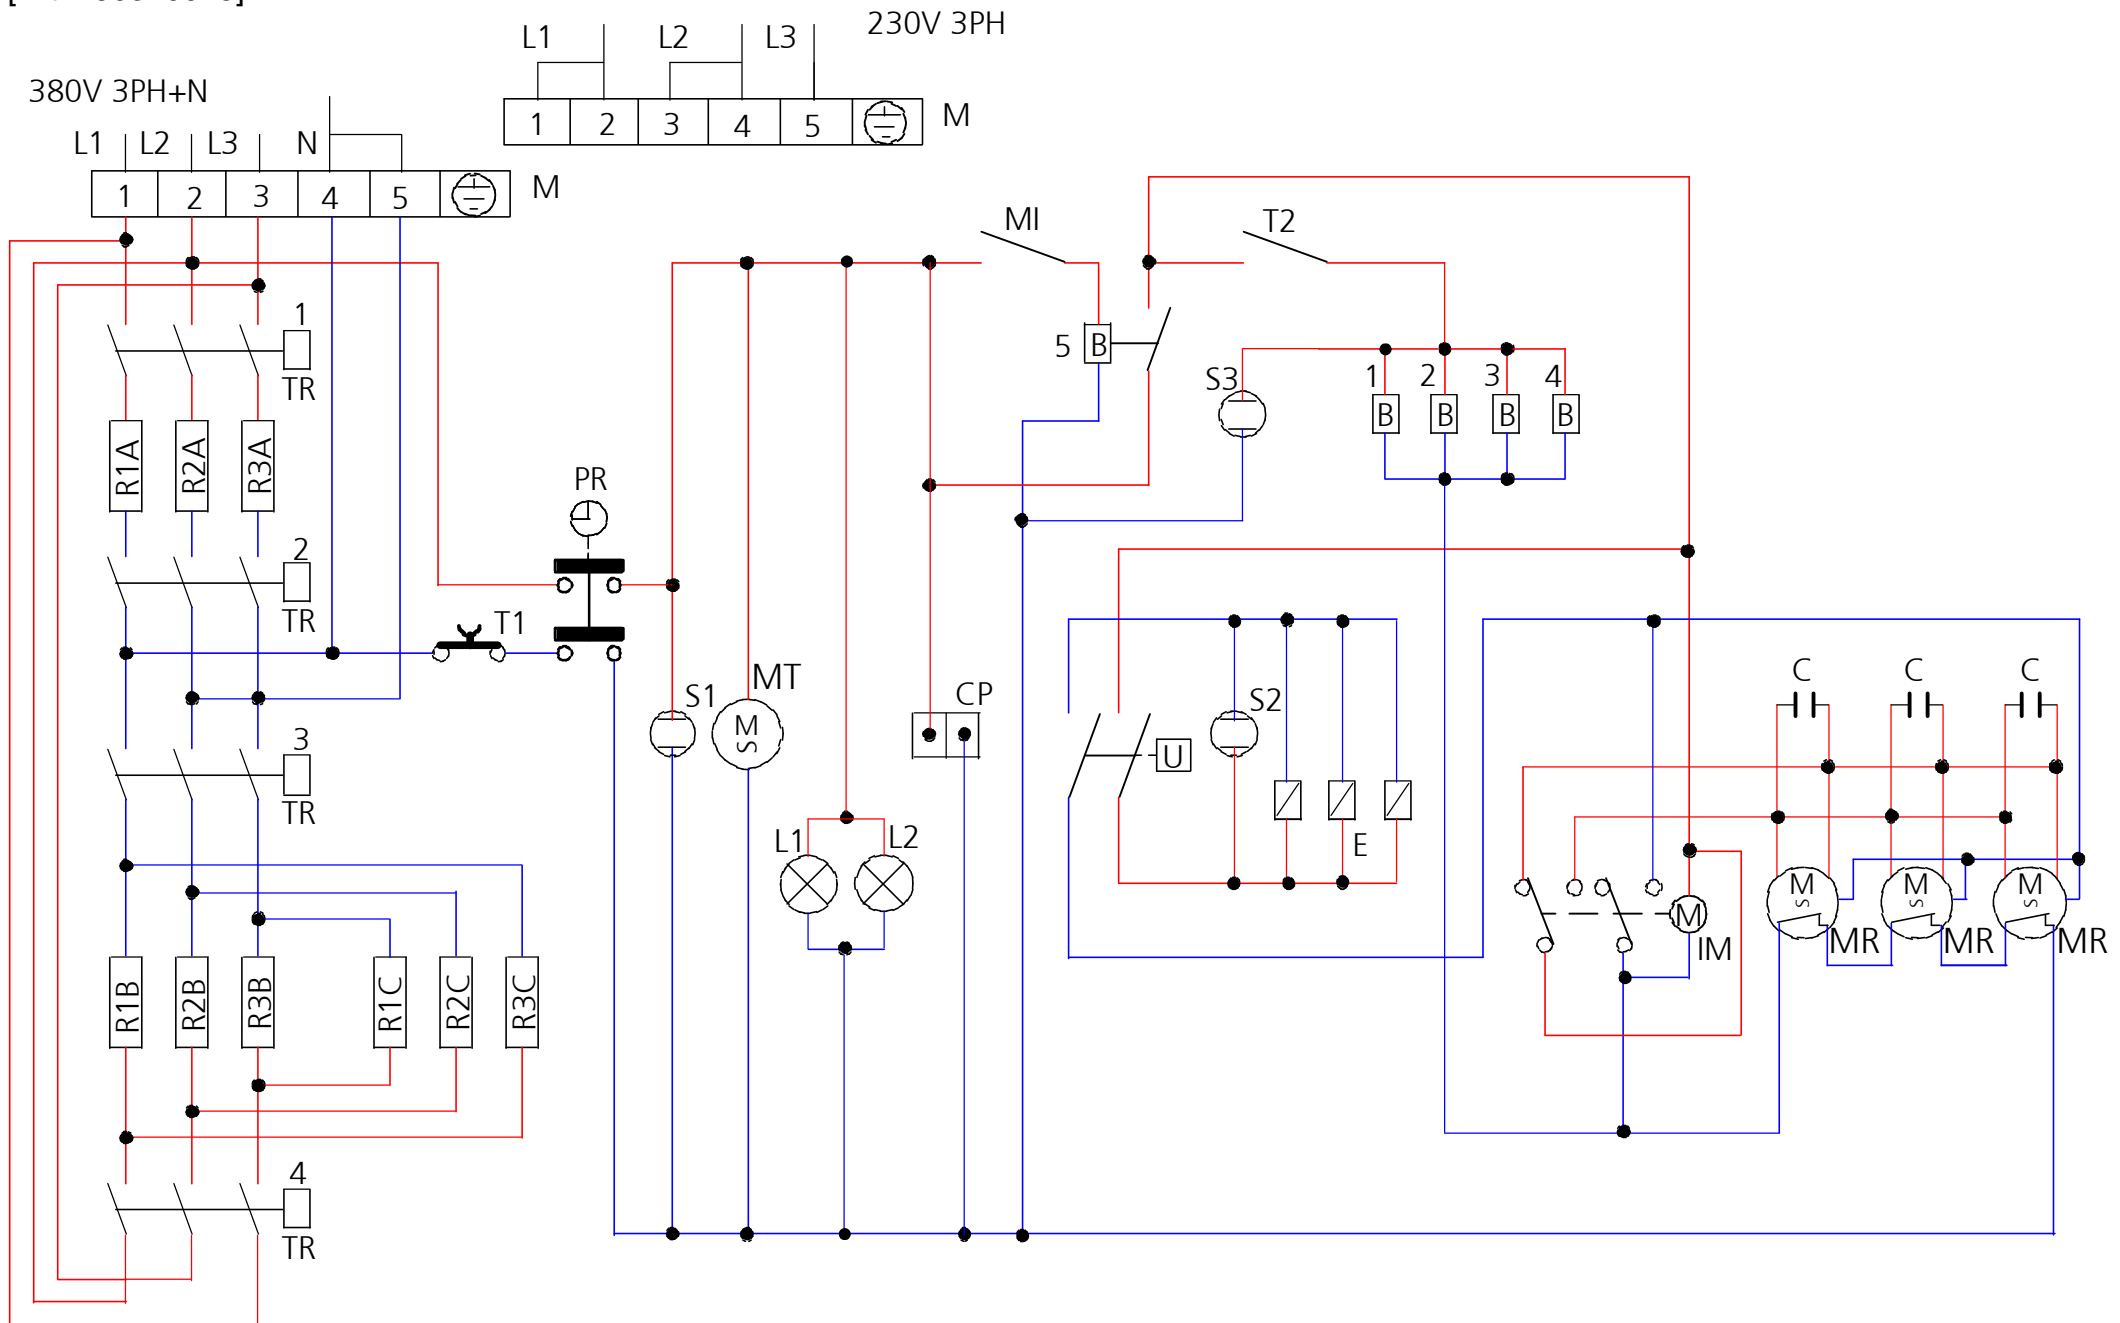 230V 3PH
L1 L2 L3
380V 3PH+N
1 2 3 4 5 M
L1 L2 L3 N
1 2 3 4 5 M
MI T2
1
TR
5 B
S3 1 2 3 4
B B B B
R1A R2A R3A
PR
2
TR
T1
S1 MT CP S2
M
S
C C C
3
TR
U
L1 L2
E
M M M
S S S
M
IM MR MR MR
R1B R2B R3B R1C R2C R3C
4
TR